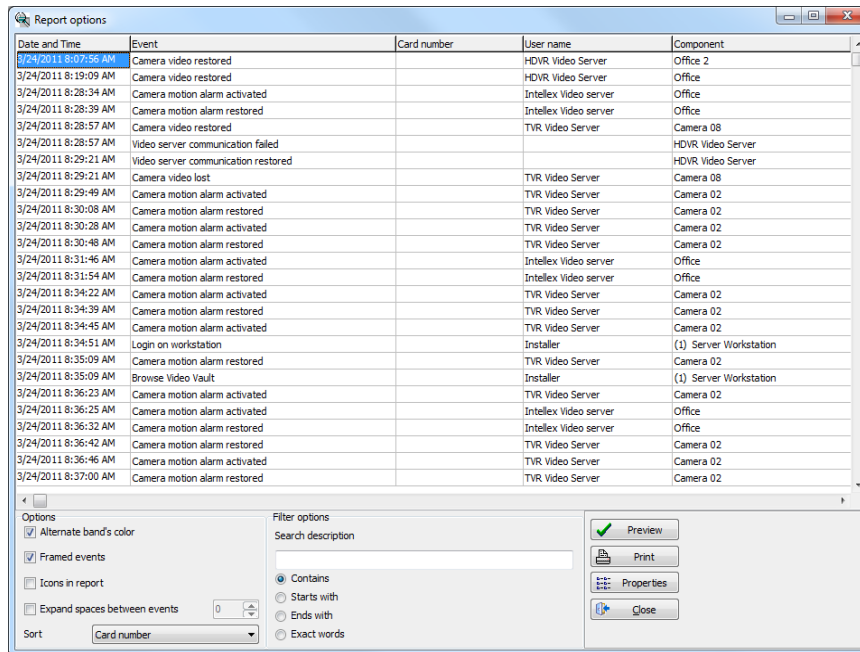 Report options
Date and Time Event Card number User name Component
3/24/2011 8:07:56 AM Camera video restored HDVR Video Server Office 2
3/24/2011 8:19:09 AM Camera video restored HDVR Video Server Office
3/24/2011 8:28:34 AM Camera motion alarm activated Intellex Video server Office
3/24/2011 8:28:39 AM Camera motion alarm restored Intellex Video server Office
3/24/2011 8:28:57 AM Camera video restored TVR Video Server Camera 08
3/24/2011 8:28:57 AM Video server communication failed HDVR Video Server
3/24/2011 8:29:21 AM Video server communication restored HDVR Video Server
3/24/2011 8:29:21 AM Camera video lost TVR Video Server Camera 08
3/24/2011 8:29:49 AM Camera motion alarm activated TVR Video Server Camera 02
3/24/2011 8:30:08 AM Camera motion alarm restored TVR Video Server Camera 02
3/24/2011 8:30:28 AM Camera motion alarm activated TVR Video Server Camera 02
3/24/2011 8:30:48 AM Camera motion alarm restored TVR Video Server Camera 02
3/24/2011 8:31:46 AM Camera motion alarm activated Intellex Video server Office
3/24/2011 8:31:54 AM Camera motion alarm restored Intellex Video server Office
3/24/2011 8:34:22 AM Camera motion alarm activated TVR Video Server Camera 02
3/24/2011 8:34:39 AM Camera motion alarm restored TVR Video Server Camera 02
3/24/2011 8:34:45 AM Camera motion alarm activated TVR Video Server Camera 02
3/24/2011 8:34:51 AM Login on workstation Installer (1) Server Workstation
3/24/2011 8:35:09 AM Camera motion alarm restored TVR Video Server Camera 02
3/24/2011 8:35:09 AM Browse Video Vault Installer (1) Server Workstation
3/24/2011 8:36:23 AM Camera motion alarm activated TVR Video Server Camera 02
3/24/2011 8:36:25 AM Camera motion alarm activated Intellex Video server Office
3/24/2011 8:36:32 AM Camera motion alarm restored Intellex Video server Office
3/24/2011 8:36:42 AM Camera motion alarm restored TVR Video Server Camera 02
3/24/2011 8:36:46 AM Camera motion alarm activated TVR Video Server Camera 02
3/24/2011 8:37:00 AM Camera motion alarm restored TVR Video Server Camera 02
Options
Alternate band's color
Framed events
Icons in report
Expand spaces between events 0
Sort Card number
Filter options
Search description
Contains
Starts with
Ends with
Exact words
Preview
Print
Properties
Close